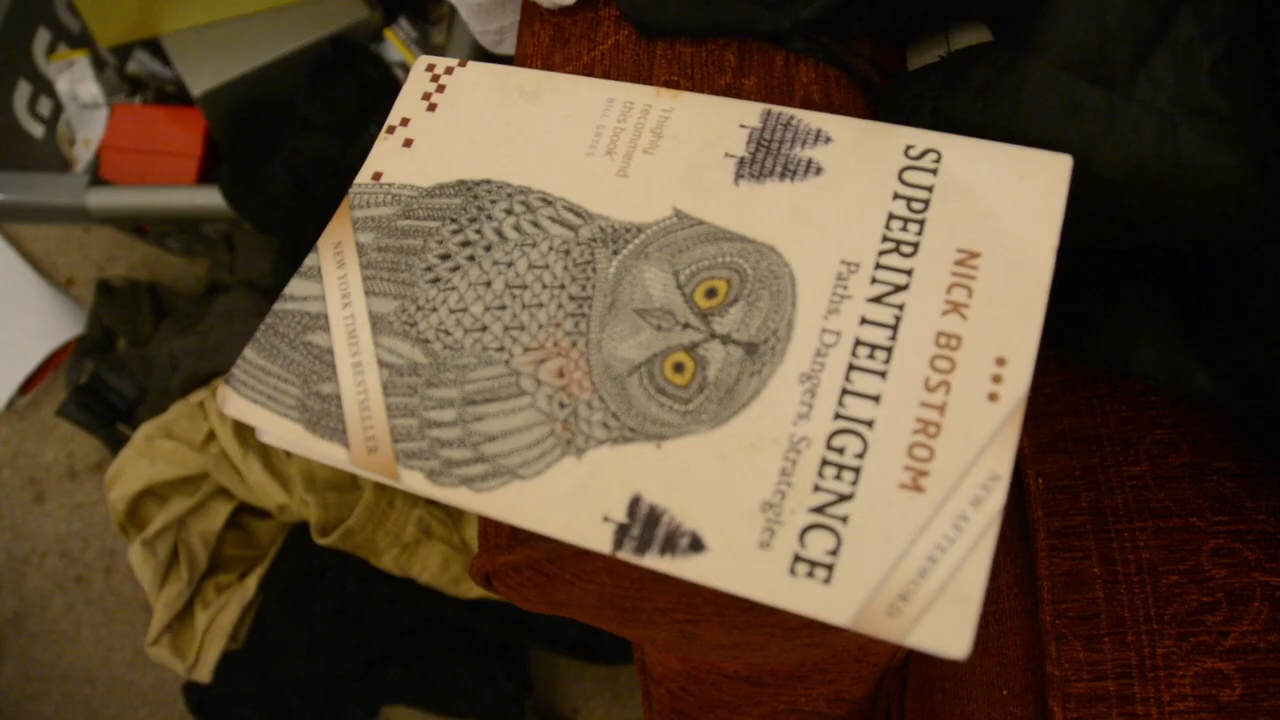 NICK BOSTROM
SUPERINTELLIGENCE
Paths, Dangers, Strategies
NEW AFTERWORD
'I highly
recommend
this book'
BILL GATES
NEW YORK TIMES BESTSELLER